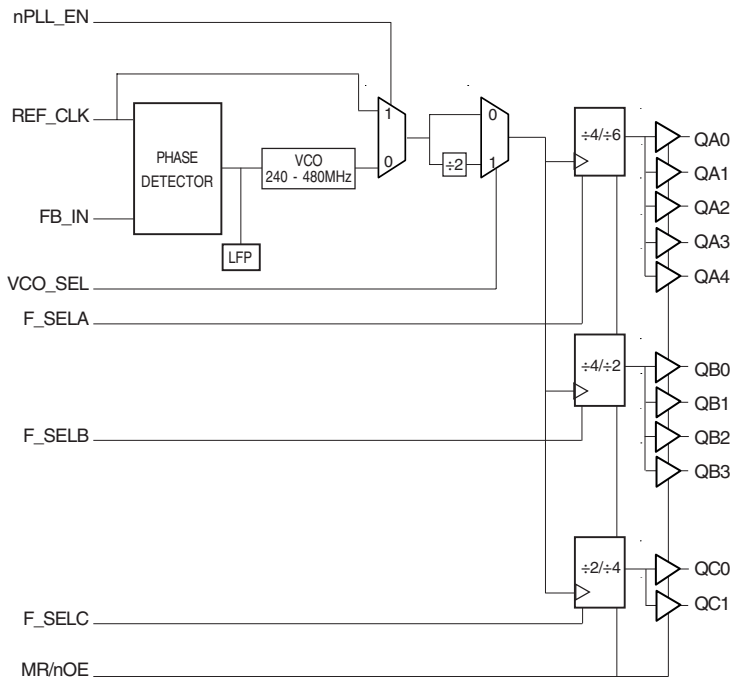 nPLL_EN
REF_CLK
1
0
÷4/÷6
QA0
PHASE
DETECTOR
VCO
240 - 480MHz
0
÷2
1
QA1
QA2
FB_IN
QA3
LFP
QA4
VCO_SEL
F_SELA
÷4/÷2
QB0
QB1
F_SELB
QB2
QB3
÷2/÷4
QC0
QC1
F_SELC
MR/nOE